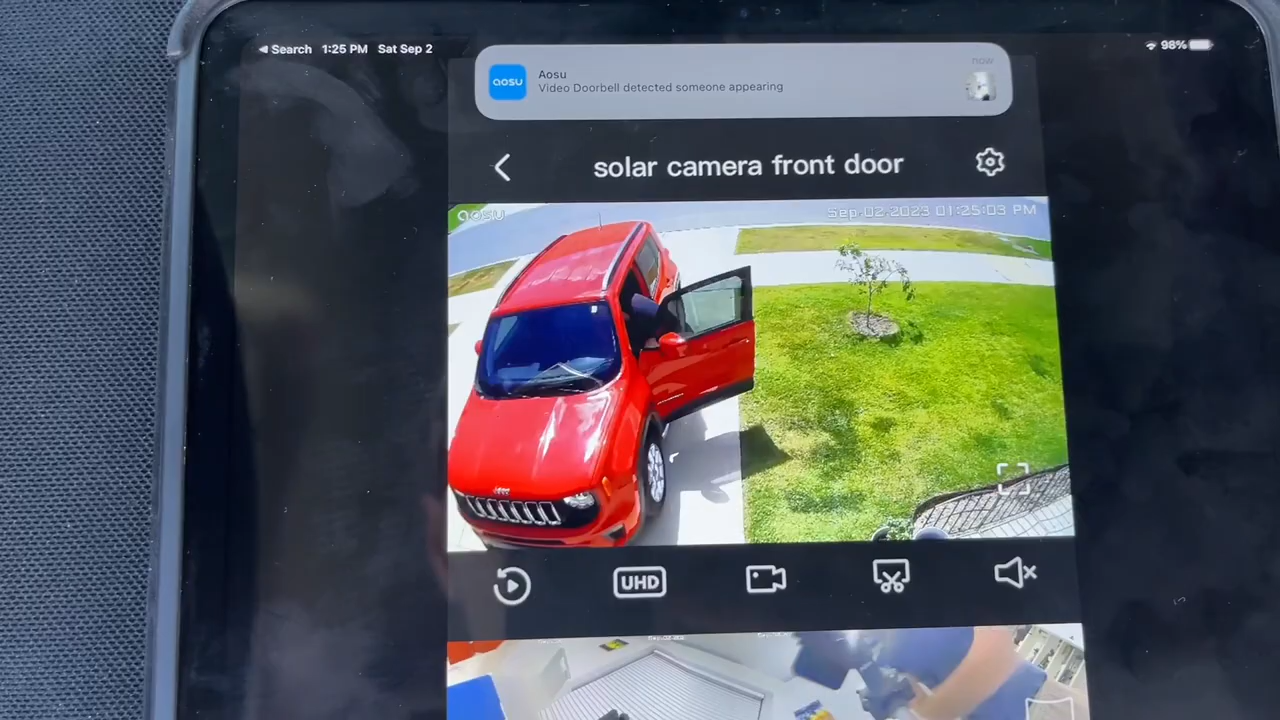 Search 1:25 PM Sat Sep 2
98%
aosu
Aosu
now
Video Doorbell detected someone appearing
solar camera front door
aosu
Sep-02-2023 01:25:03 PM
Jeep
UHD